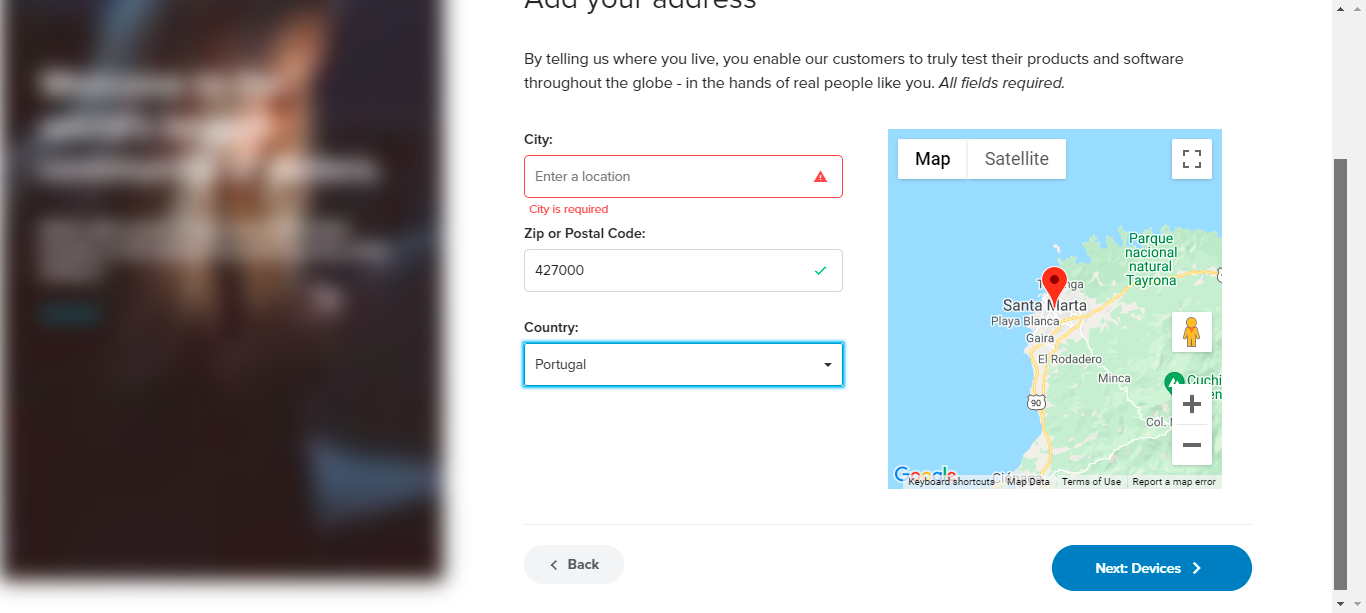 Add your address
By telling us where you live, you enable our customers to truly test their products and software
throughout the globe - in the hands of real people like you. All fields required.
City:
Enter a location
City is required
Zip or Postal Code:
427000
Country:
Portugal
Map Satellite
Parque
nacional
natural
Tayrona
Santa Marta
Playa Blanca
Gaira
El Rodadero
Minca
90
Col.
Google
Keyboard shortcuts Map Data Terms of Use Report a map error
Back
Next: Devices